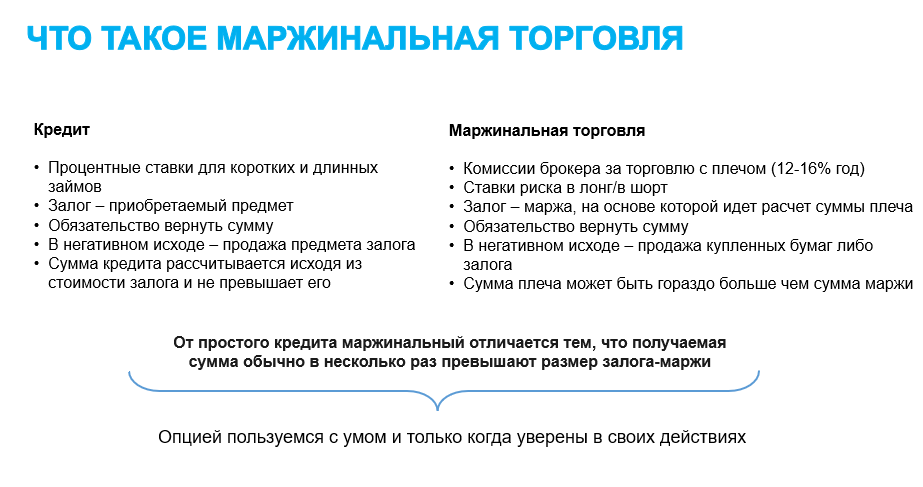 ЧТО ТАКОЕ МАРЖИНАЛЬНАЯ ТОРГОВЛЯ
Кредит
• Процентные ставки для коротких и длинных
займов
• Залог – приобретаемый предмет
• Обязательство вернуть сумму
• В негативном исходе – продажа предмета залога
• Сумма кредита рассчитывается исходя из
стоимости залога и не превышает его
Маржинальная торговля
• Комиссии брокера за торговлю с плечом (12-16% год)
• Ставки риска в лонг/в шорт
• Залог – маржа, на основе которой идет расчет суммы плеча
• Обязательство вернуть сумму
• В негативном исходе – продажа купленных бумаг либо
залога
• Сумма плеча может быть гораздо больше чем сумма маржи
От простого кредита маржинальный отличается тем, что получаемая
сумма обычно в несколько раз превышают размер залога-маржи
Опцией пользуемся с умом и только когда уверены в своих действиях